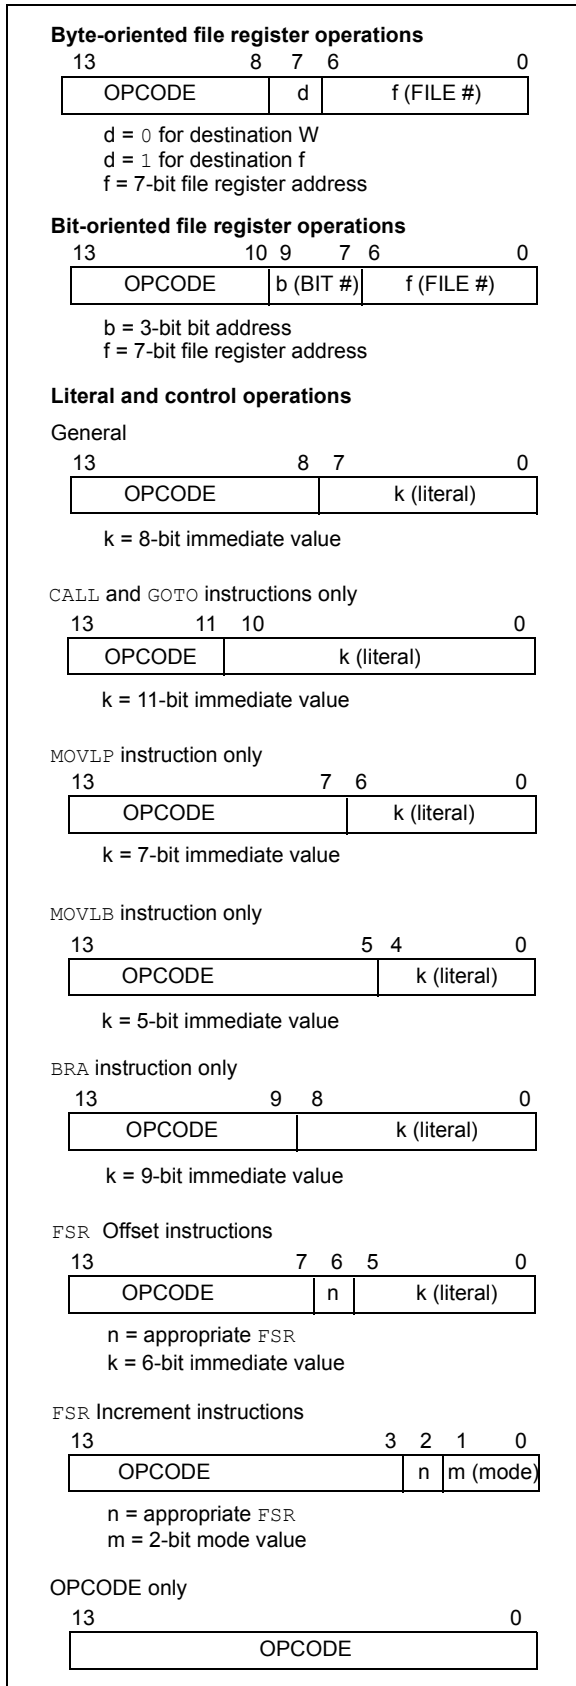 Byte-oriented file register operations
13 8 7 6 0
OPCODE d f (FILE #)
d = 0 for destination W
d = 1 for destination f
f = 7-bit file register address
Bit-oriented file register operations
13 10 9 7 6 0
OPCODE b (BIT #) f (FILE #)
b = 3-bit bit address
f = 7-bit file register address
Literal and control operations
General
13 8 7 0
OPCODE k (literal)
k = 8-bit immediate value
CALL and GOTO instructions only
13 11 10 0
OPCODE k (literal)
k = 11-bit immediate value
MOVLP instruction only
13 7 6 0
OPCODE k (literal)
k = 7-bit immediate value
MOVLB instruction only
13 5 4 0
OPCODE k (literal)
k = 5-bit immediate value
BRA instruction only
13 9 8 0
OPCODE k (literal)
k = 9-bit immediate value
FSR Offset instructions
13 7 6 5 0
OPCODE n k (literal)
n = appropriate FSR
k = 6-bit immediate value
FSR Increment instructions
13 3 2 1 0
OPCODE n m (mode)
n = appropriate FSR
m = 2-bit mode value
OPCODE only
13 0
OPCODE